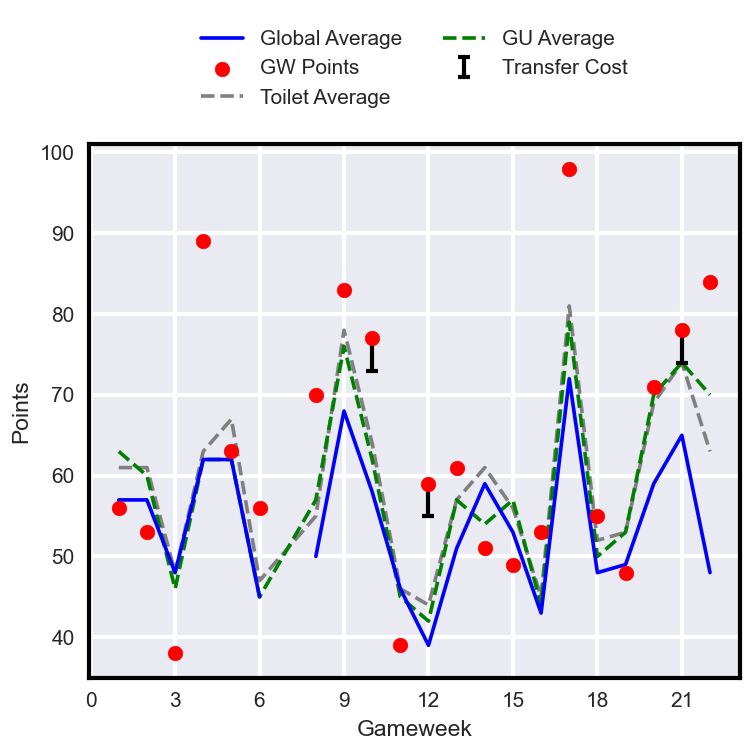 Global Average
GW Points
Toilet Average
GU Average
Transfer Cost
100
90
80
70
60
50
40
Points
0 3 6 9 12 15 18 21
Gameweek